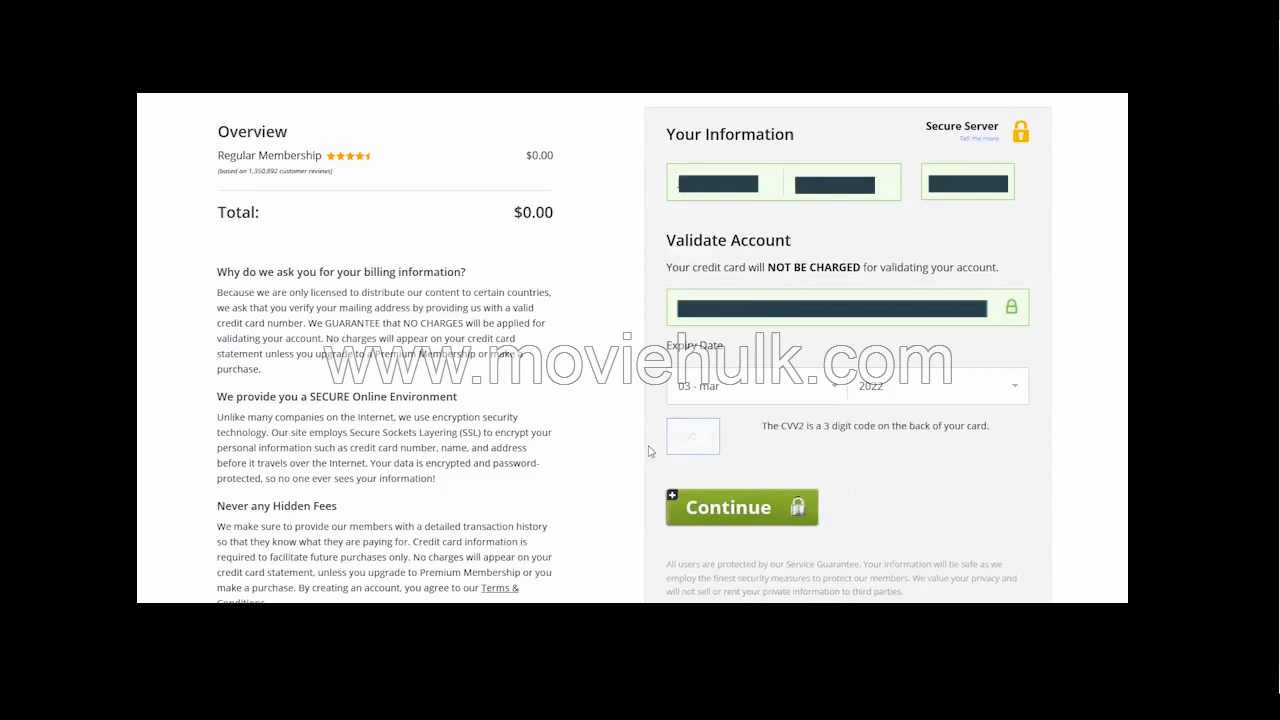 Overview
Regular Membership
$0.00
(based on 1,350,892 customer reviews)
Total:
$0.00
Why do we ask you for your billing information?
Because we are only licensed to distribute our content to certain countries,
we ask that you verify your mailing address by providing us with a valid
credit card number. We GUARANTEE that NO CHARGES will be applied for
validating your account. No charges will appear on your credit card
statement unless you upgrade to a Premium Membership or make a
purchase.
We provide you a SECURE Online Environment
Unlike many companies on the Internet, we use encryption security
technology. Our site employs Secure Sockets Layering (SSL) to encrypt your
personal information such as credit card number, name, and address
before it travels over the Internet. Your data is encrypted and password-
protected, so no one ever sees your information!
Never any Hidden Fees
We make sure to provide our members with a detailed transaction history
so that they know what they are paying for. Credit card information is
required to facilitate future purchases only. No charges will appear on your
credit card statement, unless you upgrade to Premium Membership or you
make a purchase. By creating an account, you agree to our Terms &
Conditions
Your Information
Secure Server
Tell me more
Validate Account
Your credit card will NOT BE CHARGED for validating your account.
Expiry Date
03 - mar
2022
The CVV2 is a 3 digit code on the back of your card.
Continue
All users are protected by our Service Guarantee. Your information will be safe as we
employ the finest security measures to protect our members. We value your privacy and
will not sell or rent your private information to third parties.
www.moviehulk.com